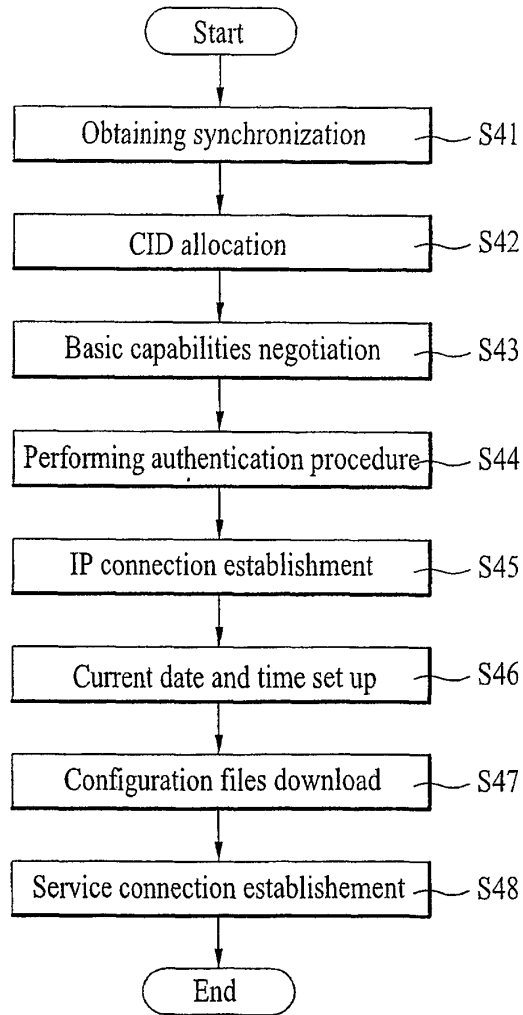 Start
Obtaining synchronization S41
CID allocation S42
Basic capabilities negotiation S43
Performing authentication procedure S44
IP connection establishment S45
Current date and time set up S46
Configuration files download S47
Service connection establishement S48
End